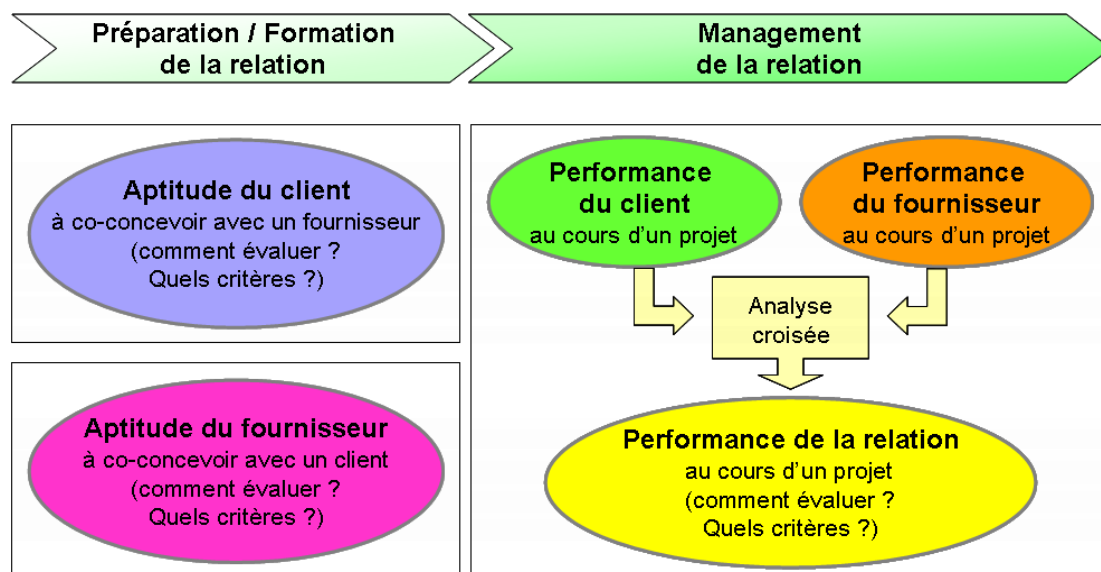 Préparation / Formation
de la relation
Management
de la relation
Aptitude du client
à co-concevoir avec un fournisseur
(comment évaluer ?
Quels critères ?)
Aptitude du fournisseur
à co-concevoir avec un client
(comment évaluer ?
Quels critères ?)
Performance
du client
au cours d'un projet
Performance
du fournisseur
au cours d'un projet
Analyse
croisée
Performance de la relation
au cours d'un projet
(comment évaluer ?
Quels critères ?)